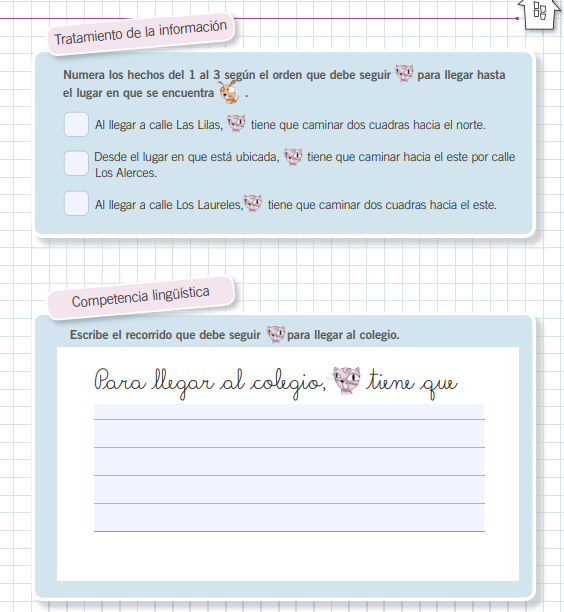 Tratamiento de la información
Numera los hechos del 1 al 3 según el orden que debe seguir para llegar hasta
el lugar en que se encuentra .
Al llegar a calle Las Lilas, tiene que caminar dos cuadras hacia el norte.
Desde el lugar en que está ubicada, tiene que caminar hacia el este por calle
Los Alerces.
Al llegar a calle Los Laureles, tiene que caminar dos cuadras hacia el este.
Competencia lingüística
Escribe el recorrido que debe seguir para llegar al colegio.
Para llegar al colegio, tiene que